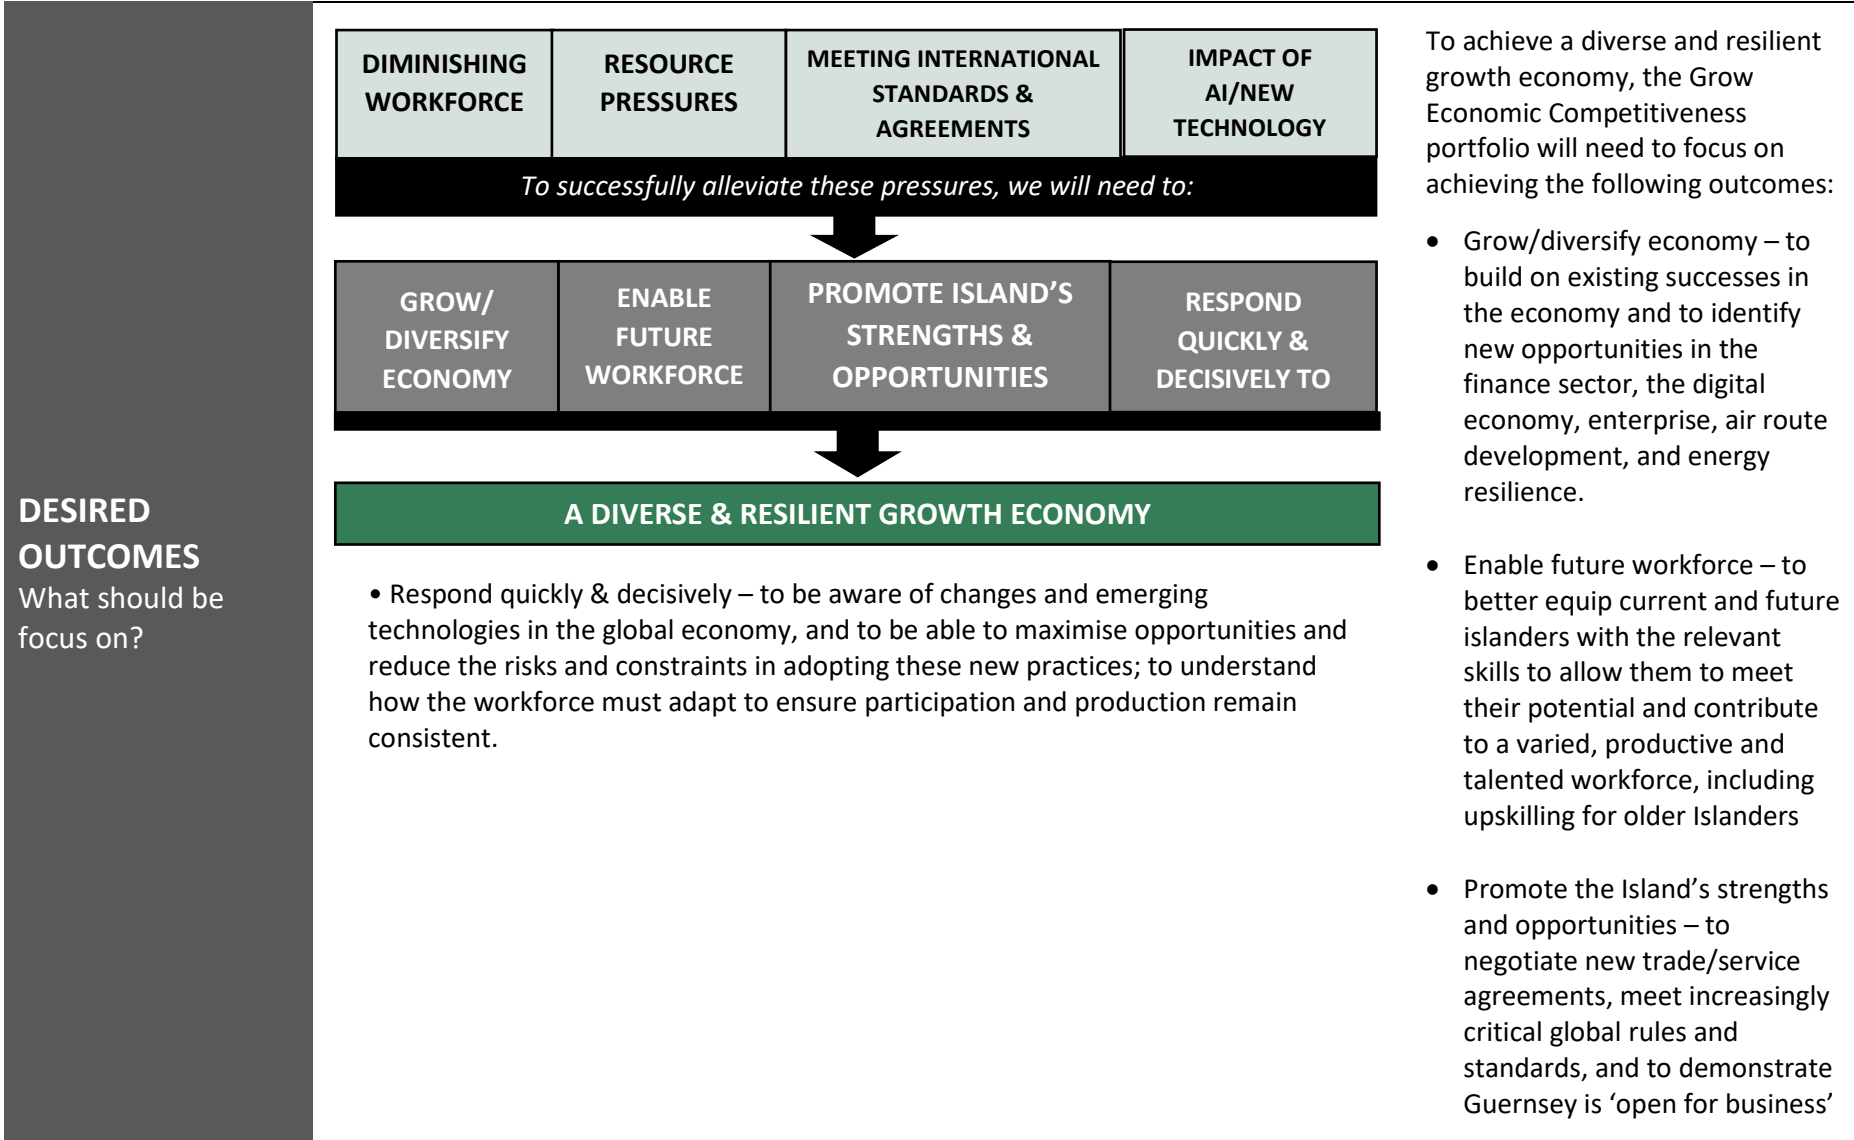 DESIRED
OUTCOMES
What should be
focus on?
DIMINISHING
WORKFORCE
RESOURCE
PRESSURES
MEETING INTERNATIONAL
STANDARDS &
AGREEMENTS
IMPACT OF
AI/NEW
TECHNOLOGY
To successfully alleviate these pressures, we will need to:
GROW/
DIVERSIFY
ECONOMY
ENABLE
FUTURE
WORKFORCE
PROMOTE ISLAND’S
STRENGTHS &
OPPORTUNITIES
RESPOND
QUICKLY &
DECISIVELY TO
A DIVERSE & RESILIENT GROWTH ECONOMY
• Respond quickly & decisively – to be aware of changes and emerging
technologies in the global economy, and to be able to maximise opportunities and
reduce the risks and constraints in adopting these new practices; to understand
how the workforce must adapt to ensure participation and production remain
consistent.
To achieve a diverse and resilient
growth economy, the Grow
Economic Competitiveness
portfolio will need to focus on
achieving the following outcomes:
• Grow/diversify economy – to
build on existing successes in
the economy and to identify
new opportunities in the
finance sector, the digital
economy, enterprise, air route
development, and energy
resilience.
• Enable future workforce – to
better equip current and future
islanders with the relevant
skills to allow them to meet
their potential and contribute
to a varied, productive and
talented workforce, including
upskilling for older Islanders
• Promote the Island’s strengths
and opportunities – to
negotiate new trade/service
agreements, meet increasingly
critical global rules and
standards, and to demonstrate
Guernsey is ‘open for business’